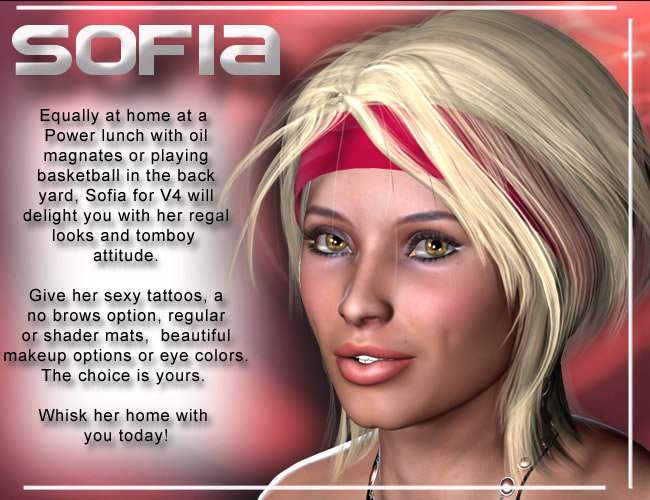 SOFIA
Equally at home at a
Power lunch with oil
magnates or playing
basketball in the back
yard, Sofia for V4 will
delight you with her regal
looks and tomboy
attitude.
Give her sexy tattoos, a
no brows option, regular
or shader mats, beautiful
makeup options or eye colors.
The choice is yours.
Whisk her home with
you today!